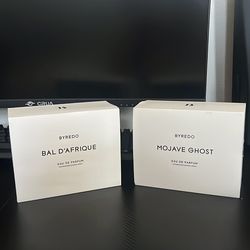 BYREDO
BAL D'AFRIQUE
EAU DE PARFUM
BYREDO
MOJAVE GHOST
EAU DE PARFUM